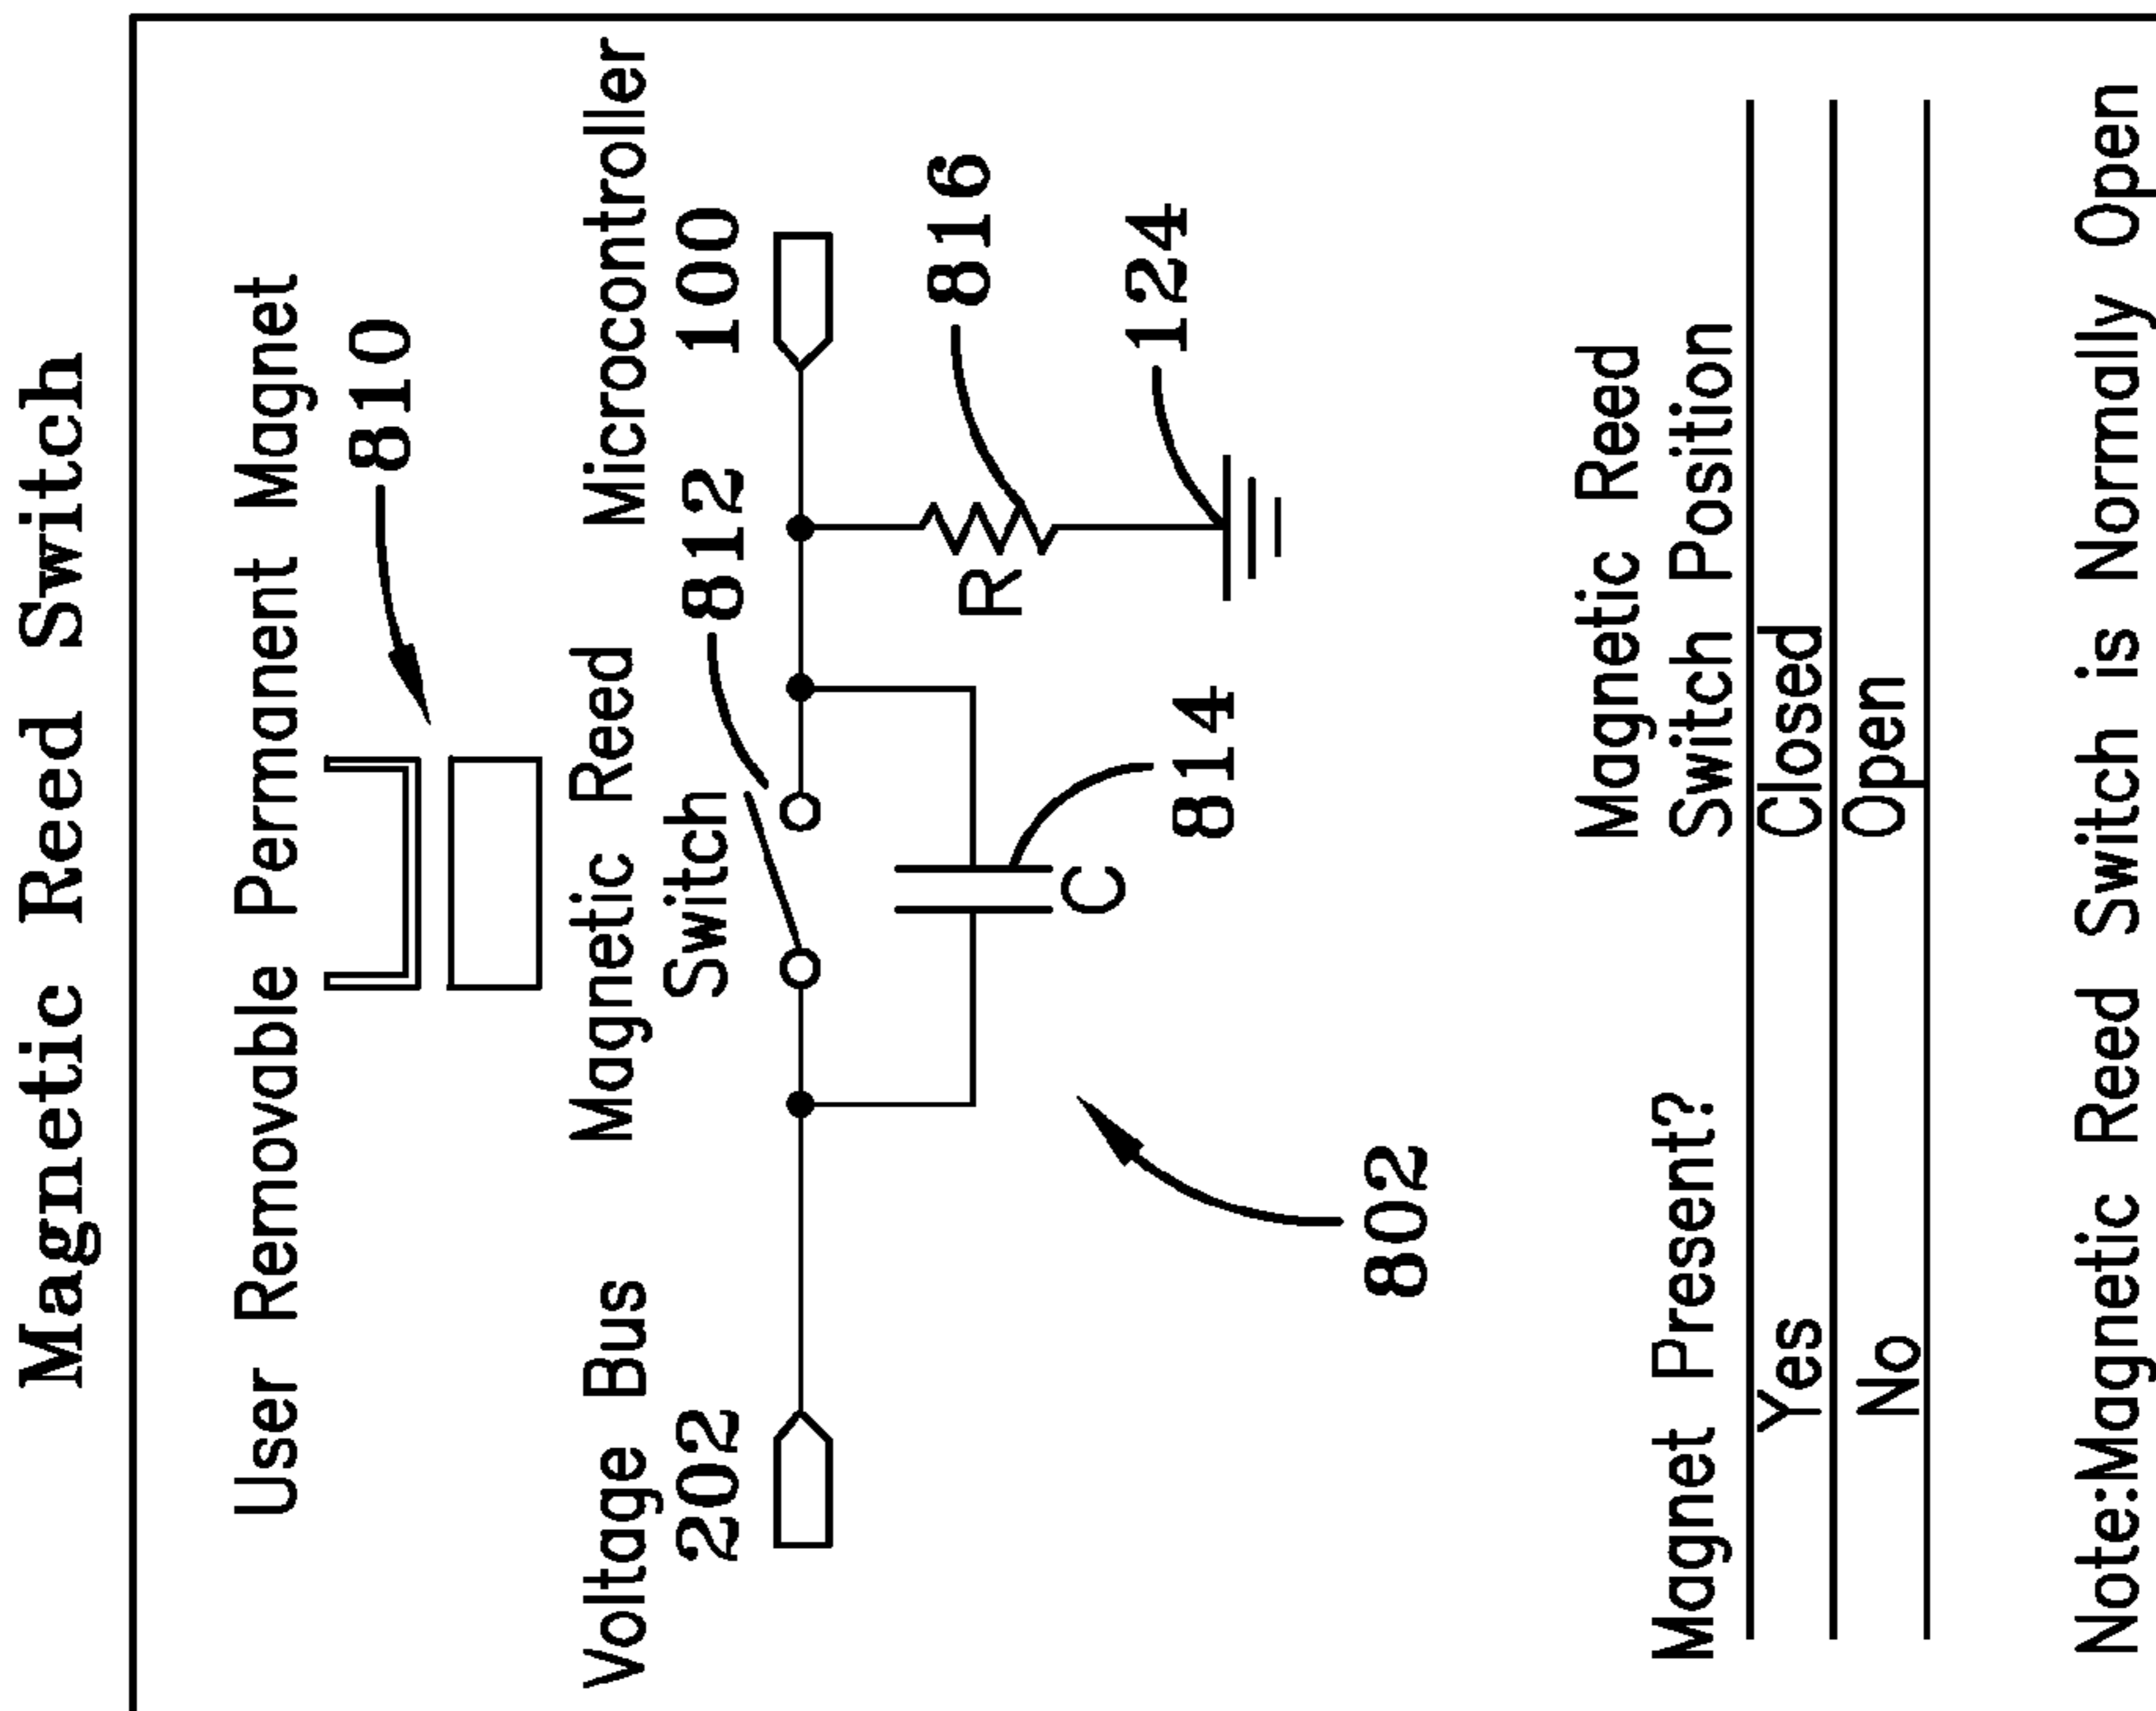 Magnetic Reed Switch
User Removable Permanent Magnet
810
Voltage Bus
202
Magnetic Reed
Switch
812
Microcontroller
100
816
R
124
C
814
802
Magnet Present?
Magnetic Reed
Switch Position
Yes Closed
No Open
Note:Magnetic Reed Switch is Normally Open